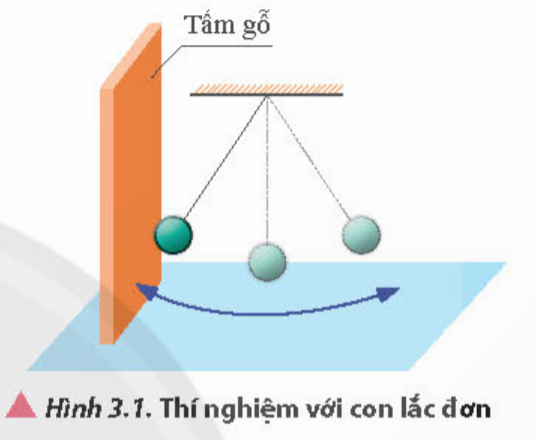 Tấm gỗ
Hình 3.1. Thí nghiệm với con lắc đơn